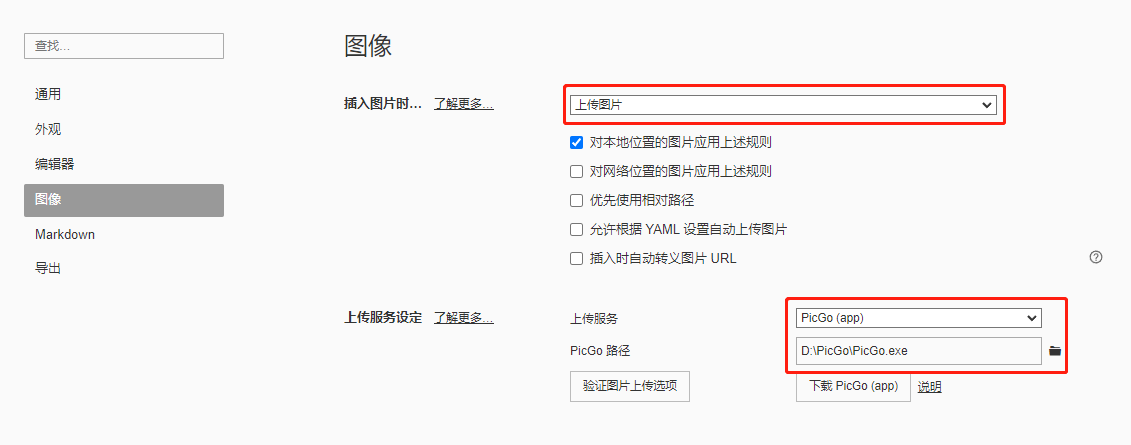 查找...
通用
外观
编辑器
图像
Markdown
导出
图像
插入图片时... 了解更多...
上传图片
对本地位置的图片应用上述规则
对网络位置的图片应用上述规则
优先使用相对路径
允许根据 YAML 设置自动上传图片
插入时自动转义图片 URL
?
上传服务设定 了解更多...
上传服务 PicGo (app)
PicGo 路径 D:\PicGo\PicGo.exe
验证图片上传选项 下载 PicGo (app) 说明